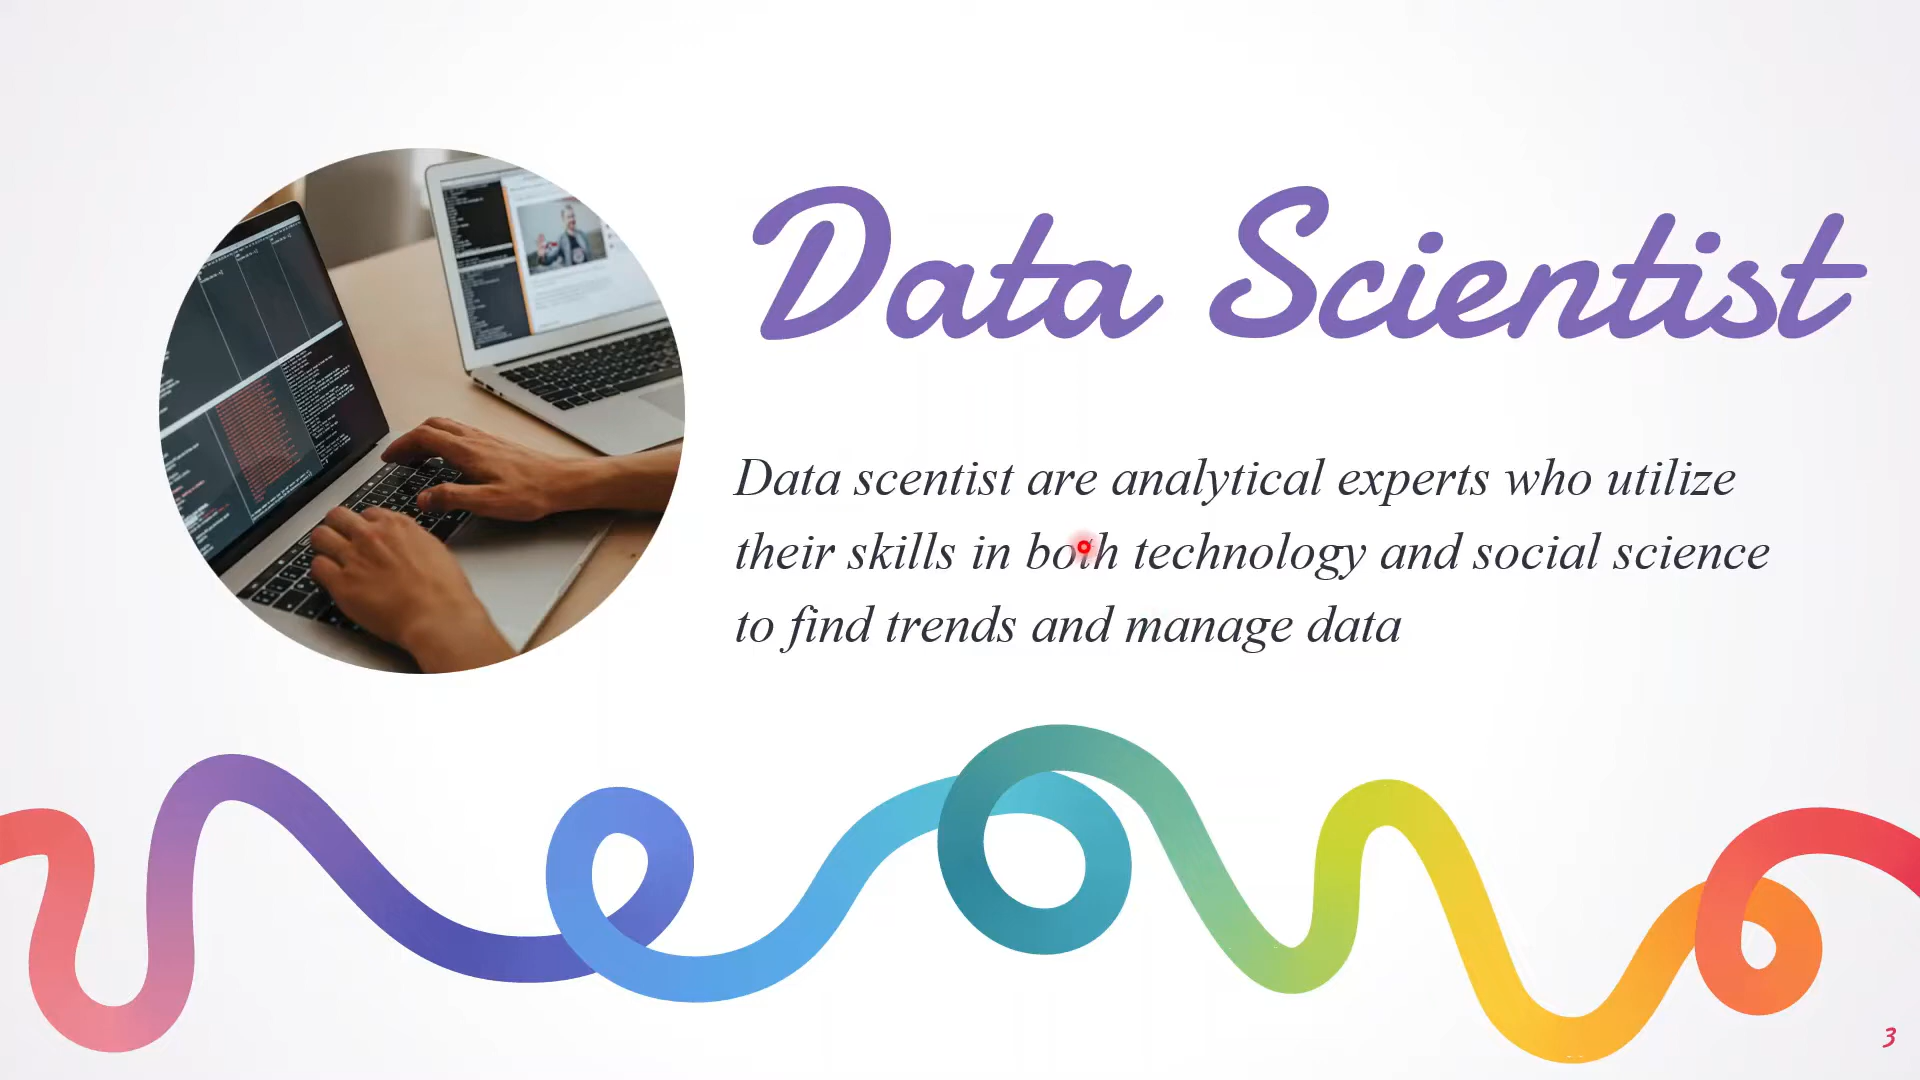 Data Scientist
Data scentist are analytical experts who utilize
their skills in both technology and social science
to find trends and manage data
3